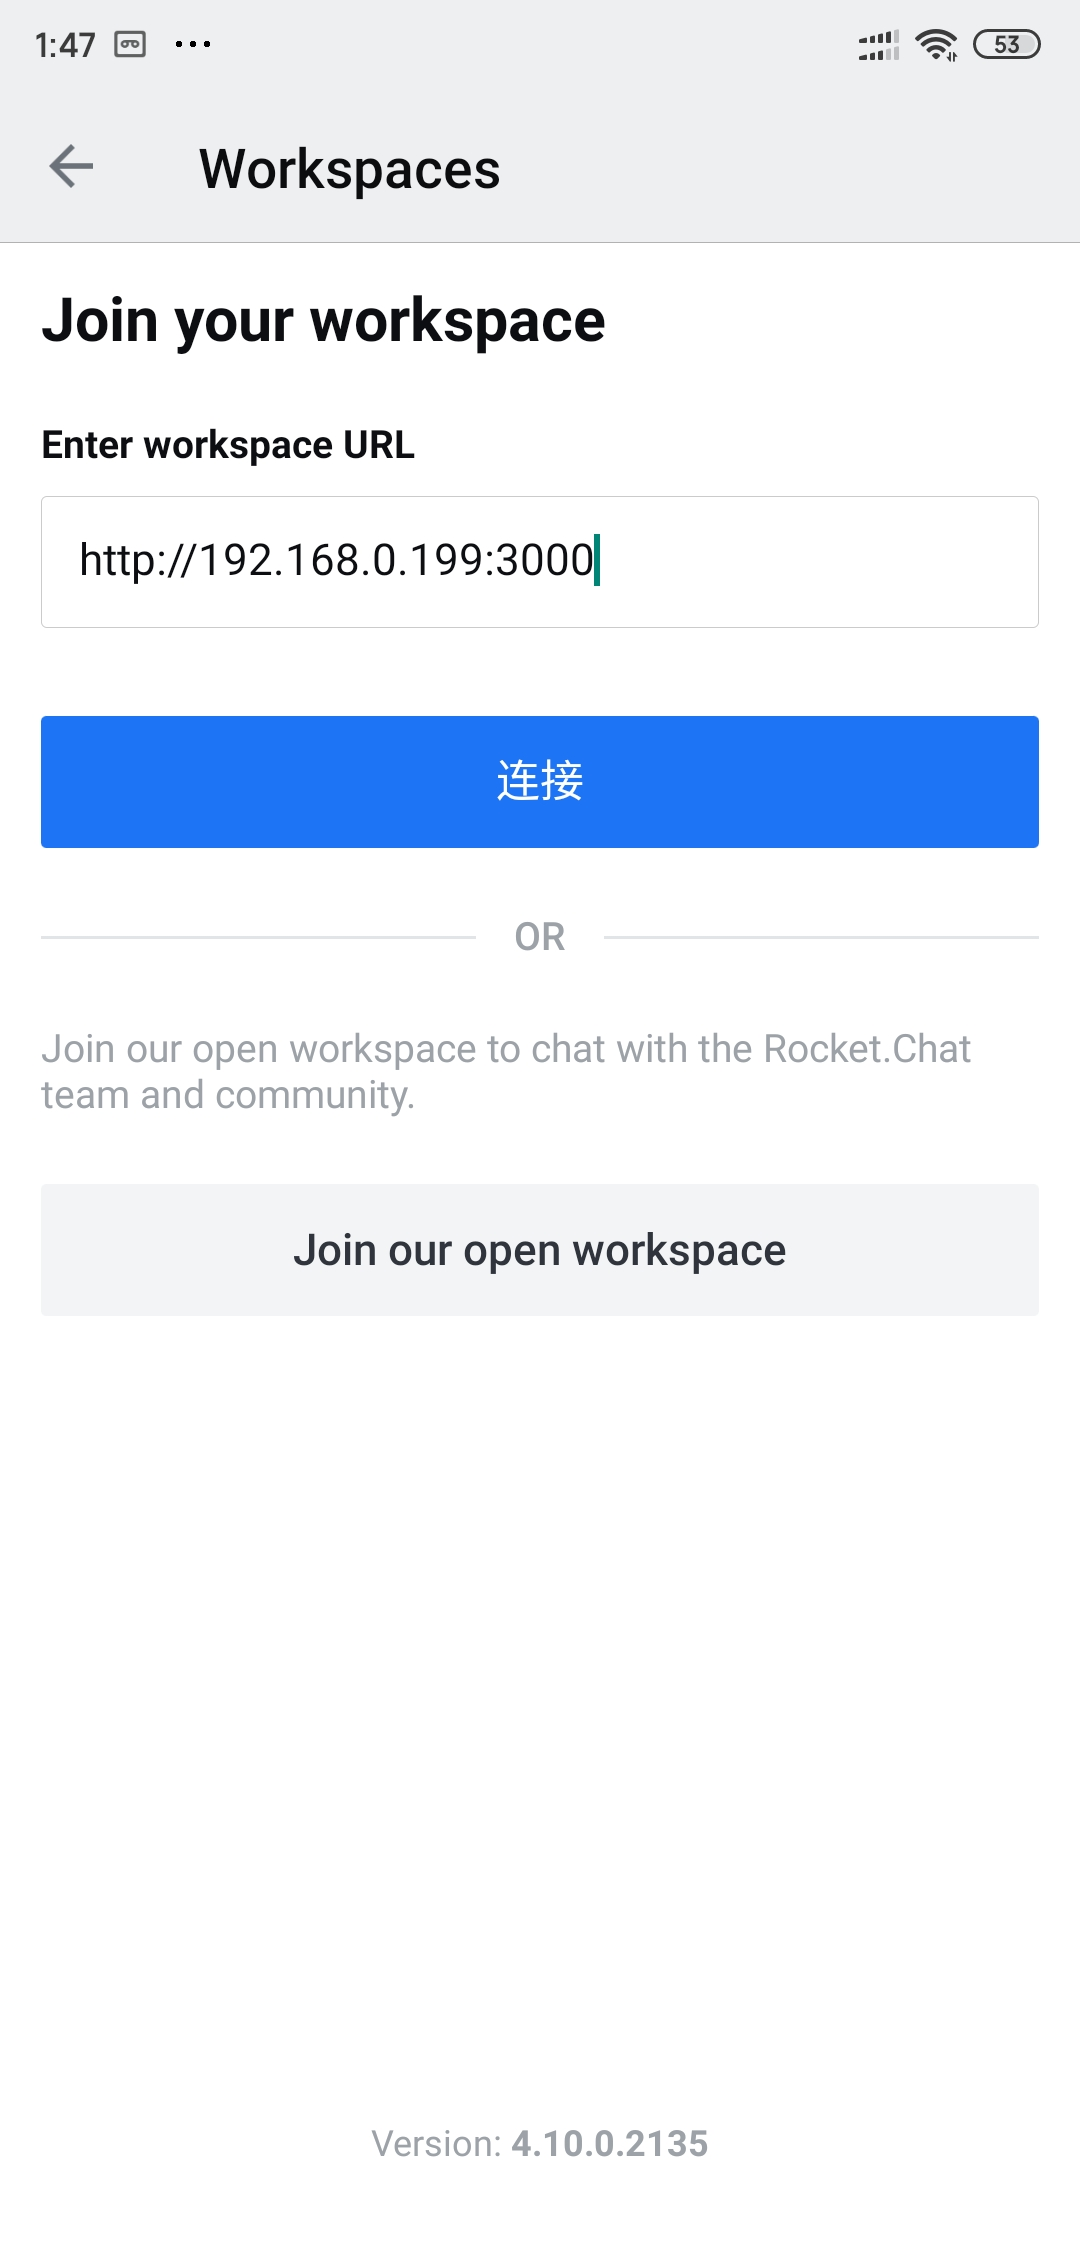 1:47
53
Workspaces
Join your workspace
Enter workspace URL
http://192.168.0.199:3000
连接
OR
Join our open workspace to chat with the Rocket.Chat
team and community.
Join our open workspace
Version: 4.10.0.2135